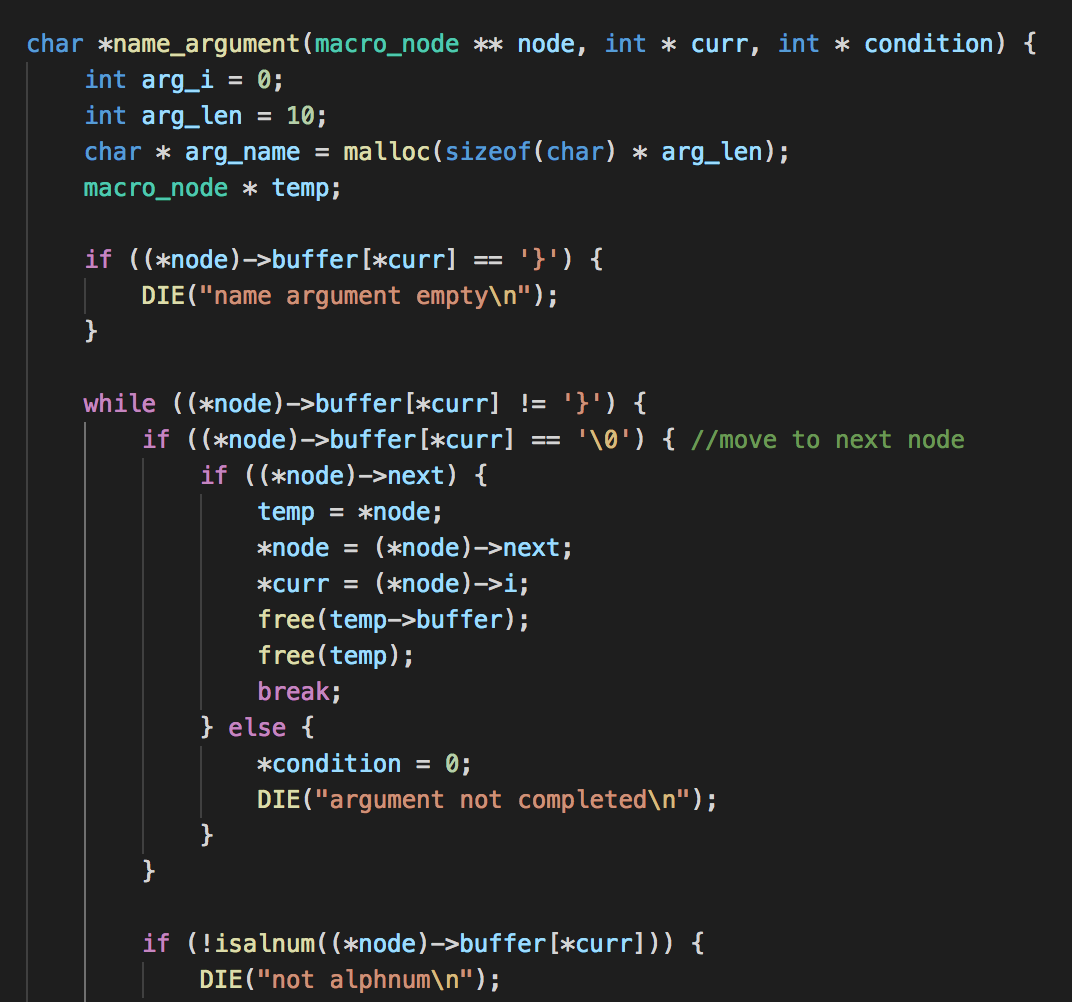 char *name_argument(macro_node ** node, int * curr, int * condition) {
    int arg_i = 0;
    int arg_len = 10;
    char * arg_name = malloc(sizeof(char) * arg_len);
    macro_node * temp;

    if ((*node)->buffer[*curr] == '}') {
        DIE("name argument empty\n");
    }

    while ((*node)->buffer[*curr] != '}') {
        if ((*node)->buffer[*curr] == '\0') { //move to next node
            if ((*node)->next) {
                temp = *node;
                *node = (*node)->next;
                *curr = (*node)->i;
                free(temp->buffer);
                free(temp);
                break;
            } else {
                *condition = 0;
                DIE("argument not completed\n");
            }
        }

        if (!isalnum((*node)->buffer[*curr])) {
            DIE("not alphnum\n");